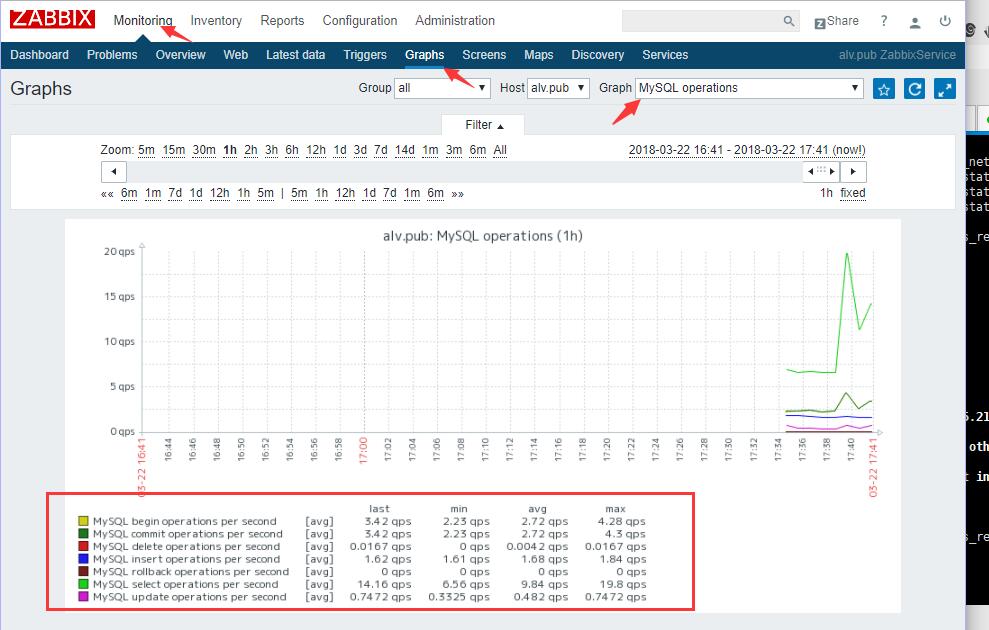 ZABBIX Monitoring Inventory Reports Configuration Administration Z Share ?
Dashboard Problems Overview Web Latest data Triggers Graphs Screens Maps Discovery Services alv.pub ZabbixService
Graphs Group all Host alv.pub Graph MySQL operations
Filter
Zoom: 5m 15m 30m 1h 2h 3h 6h 12h 1d 3d 7d 14d 1m 3m 6m All 2018-03-22 16:41 - 2018-03-22 17:41 (now!)
«« 6m 1m 7d 1d 12h 1h 5m | 5m 1h 12h 1d 7d 1m 6m »» 1h fixed
alv.pub: MySQL operations (1h)
20 qps
15 qps
10 qps
5 qps
0 qps
03-22 16:41 16:44 16:46 16:48 16:50 16:52 16:54 16:56 16:58 17:00 17:02 17:04 17:06 17:08 17:10 17:12 17:14 17:16 17:18 17:20 17:22 17:24 17:26 17:28 17:30 17:32 17:34 17:36 17:38 17:40 03-22 17:41
last min avg max
MySQL begin operations per second [avg] 3.42 qps 2.23 qps 2.72 qps 4.28 qps
MySQL commit operations per second [avg] 3.42 qps 2.23 qps 2.72 qps 4.3 qps
MySQL delete operations per second [avg] 0.0167 qps 0 qps 0.0042 qps 0.0167 qps
MySQL insert operations per second [avg] 1.62 qps 1.61 qps 1.68 qps 1.84 qps
MySQL rollback operations per second [avg] 0 qps 0 qps 0 qps 0 qps
MySQL select operations per second [avg] 14.16 qps 6.56 qps 9.84 qps 19.8 qps
MySQL update operations per second [avg] 0.7472 qps 0.3325 qps 0.482 qps 0.7472 qps
_net
stat
stat
stat
s_re
5.21
oth
t in
s_re